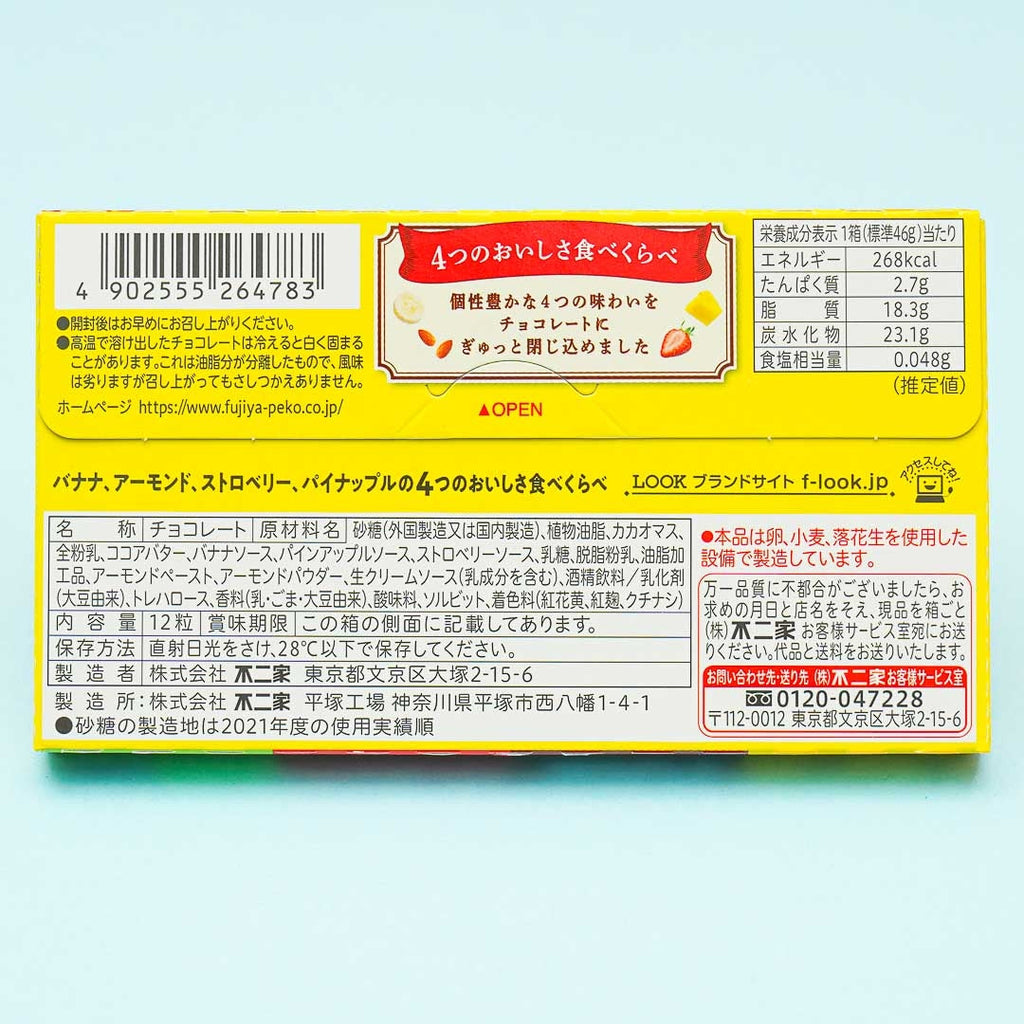 4 902555 264783
●開封後はお早めにお召し上がりください。
●高温で溶け出したチョコレートは冷えると白く固まる
ことがあります。これは油脂分が分離したもので、風味
は劣りますが召し上がってもさしつかえありません。
ホームページ https://www.fujiya-peko.co.jp/
4つのおいしさ食べくらべ
個性豊かな4つの味わいを
チョコレートに
ぎゅっと閉じ込めました
▲OPEN
栄養成分表示 1箱(標準46g)当たり
エネルギー 268kcal
たんぱく質 2.7g
脂質 18.3g
炭水化物 23.1g
食塩相当量 0.048g
(推定値)
バナナ、アーモンド、ストロベリー、パイナップルの4つのおいしさ食べくらべ
LOOK ブランドサイト f-look.jp
アクセスしてね!
名称 チョコレート 原材料名 砂糖(外国製造又は国内製造)、植物油脂、カカオマス、
全粉乳、ココアバター、バナナソース、パインアップルソース、ストロベリーソース、乳糖、脱脂粉乳、油脂加
工品、アーモンドペースト、アーモンドパウダー、生クリームソース(乳成分を含む)、酒精飲料／乳化剤
(大豆由来)、トレハロース、香料(乳・ごま・大豆由来)、酸味料、ソルビット、着色料(紅花黄、紅麹、クチナシ)
内容量 12粒 賞味期限 この箱の側面に記載してあります。
保存方法 直射日光をさけ、28℃以下で保存してください。
製造者 株式会社 不二家 東京都文京区大塚2-15-6
製造所:株式会社 不二家 平塚工場 神奈川県平塚市西八幡1-4-1
●砂糖の製造地は2021年度の使用実績順
●本品は卵、小麦、落花生を使用した
設備で製造しています。
万一品質に不都合がございましたら、お
求めの月日と店名をそえ、現品を箱ごと
(株)不二家 お客様サービス室宛にお送
りください。代品と送料をお送りいたします。
お問い合わせ先・送り先 (株)不二家お客様サービス室
0120-047228
〒112-0012 東京都文京区大塚2-15-6